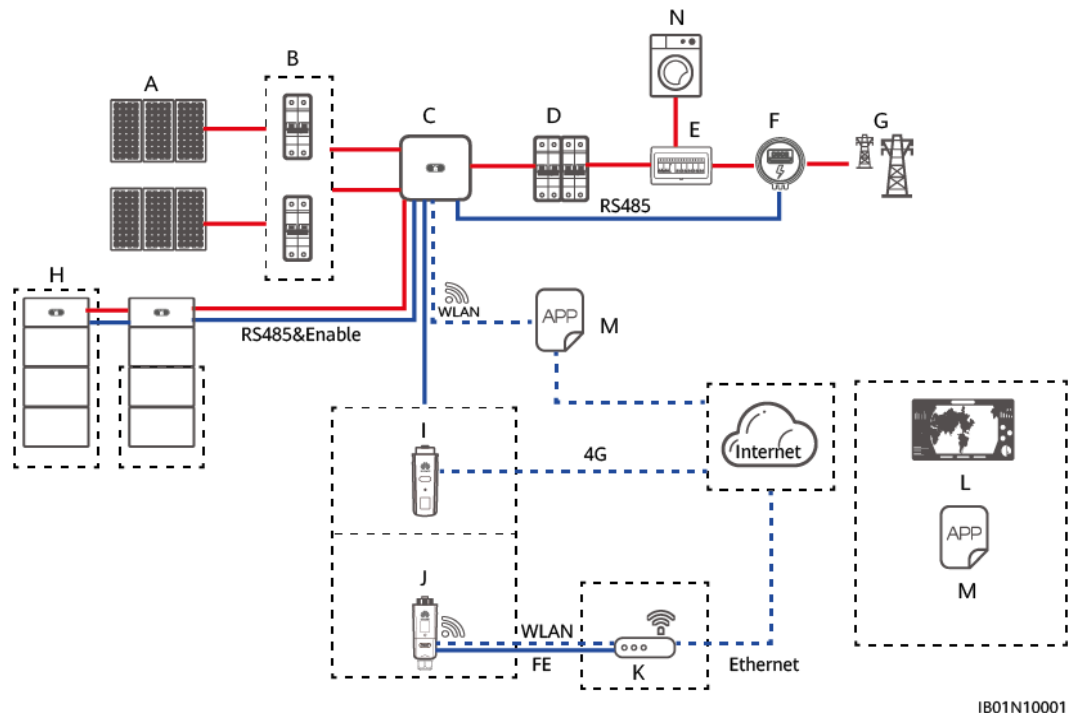 N
B
A
C
D
E
F
G
RS485
H
WLAN
APP
M
RS485&Enable
I
4G
Internet
L
APP
M
J
WLAN
FE
K
Ethernet
IB01N10001